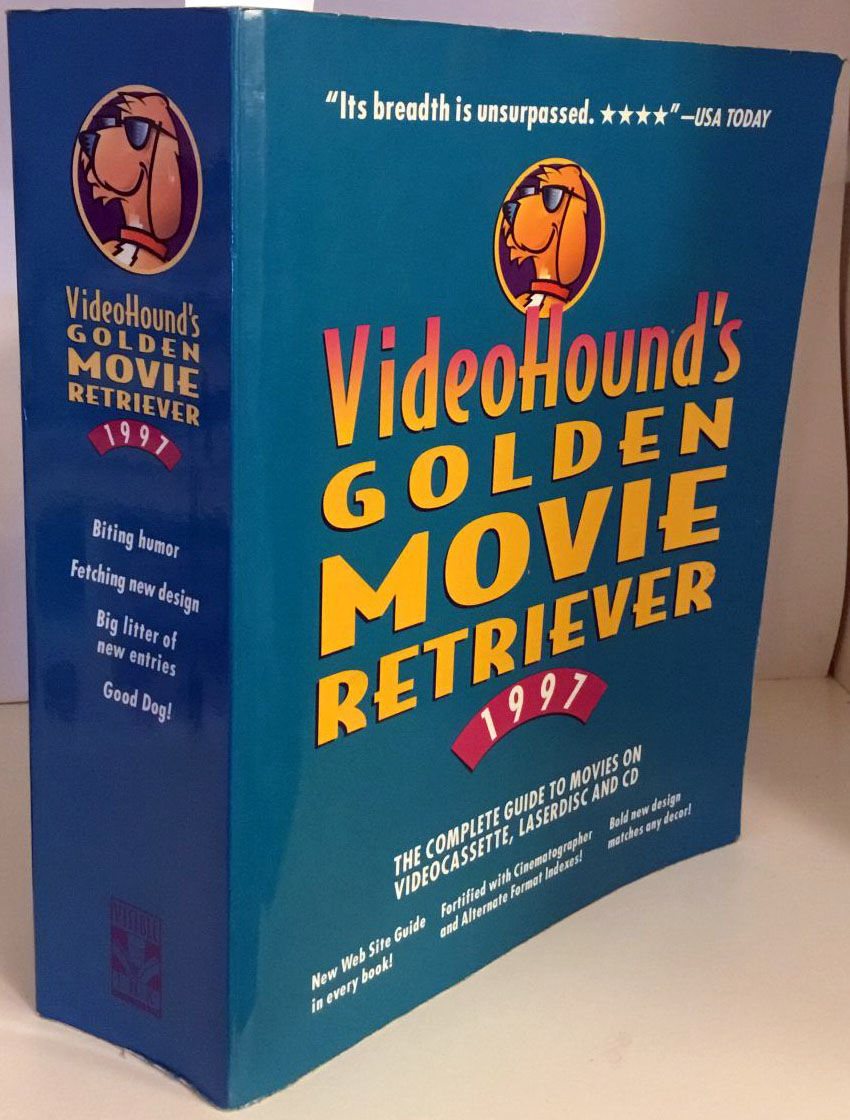 VideoHound's
GOLDEN
MOVIE
RETRIEVER
1997
Biting humor
Fetching new design
Big litter of
new entries
Good Dog!
VISIBLE
INK
"Its breadth is unsurpassed. ★★★★" —USA TODAY
VideoHound's
GOLDEN
MOVIE
RETRIEVER
1997
THE COMPLETE GUIDE TO MOVIES ON
VIDEOCASSETTE, LASERDISC AND CD
New Web Site Guide
in every book!
Fortified with Cinematographer
and Alternate Format Indexes!
Bold new design
matches any decor!